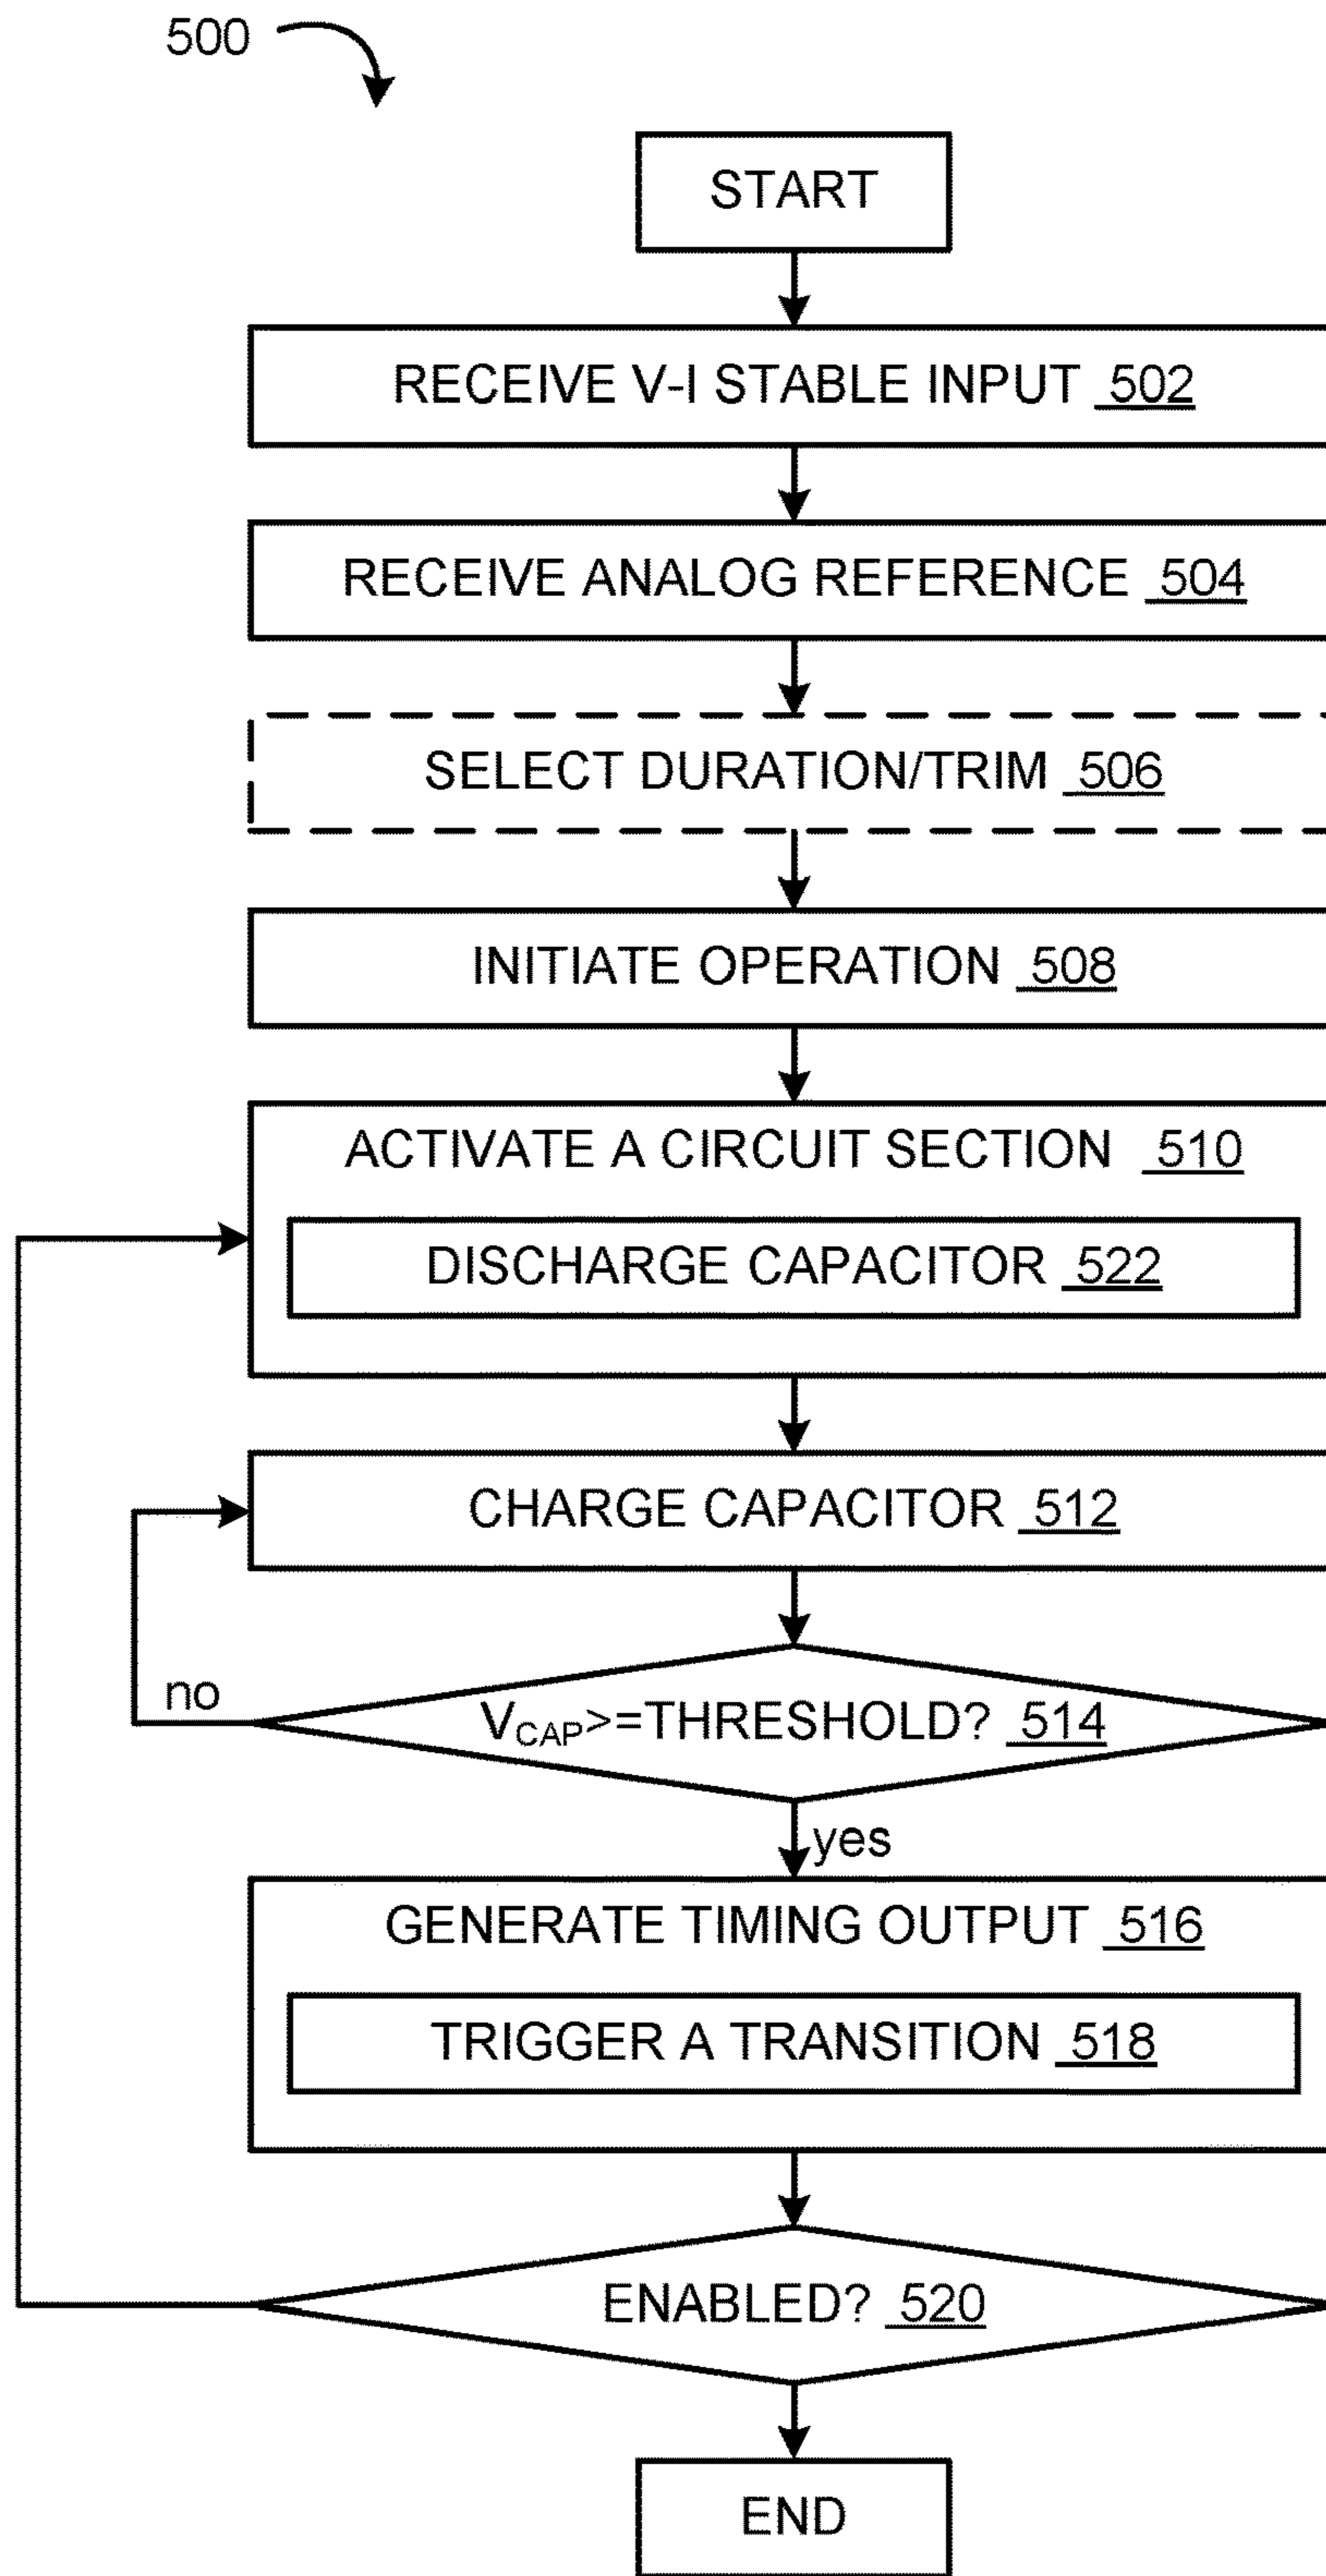 500
START
RECEIVE V-I STABLE INPUT 502
RECEIVE ANALOG REFERENCE 504
SELECT DURATION/TRIM 506
INITIATE OPERATION 508
ACTIVATE A CIRCUIT SECTION 510
DISCHARGE CAPACITOR 522
CHARGE CAPACITOR 512
no
VCAP>=THRESHOLD? 514
yes
GENERATE TIMING OUTPUT 516
TRIGGER A TRANSITION 518
ENABLED? 520
END